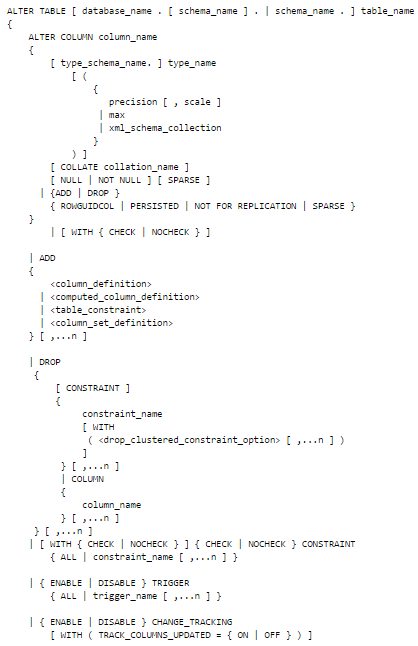 ALTER TABLE [ database_name . [ schema_name ] . | schema_name . ] table_name
{
ALTER COLUMN column_name
{
[ type_schema_name. ] type_name
[ (
{
precision [ , scale ]
| max
| xml_schema_collection
}
) ]
[ COLLATE collation_name ]
[ NULL | NOT NULL ] [ SPARSE ]
| {ADD | DROP }
{ ROWGUIDCOL | PERSISTED | NOT FOR REPLICATION | SPARSE }
}
| [ WITH { CHECK | NOCHECK } ]
| ADD
{
<column_definition>
| <computed_column_definition>
| <table_constraint>
| <column_set_definition>
} [ ,...n ]
| DROP
{
[ CONSTRAINT ]
{
constraint_name
[ WITH
( <drop_clustered_constraint_option> [ ,...n ] )
]
} [ ,...n ]
| COLUMN
{
column_name
} [ ,...n ]
} [ ,...n ]
| [ WITH { CHECK | NOCHECK } ] { CHECK | NOCHECK } CONSTRAINT
{ ALL | constraint_name [ ,...n ] }
| { ENABLE | DISABLE } TRIGGER
{ ALL | trigger_name [ ,...n ] }
| { ENABLE | DISABLE } CHANGE_TRACKING
[ WITH ( TRACK_COLUMNS_UPDATED = { ON | OFF } ) ]